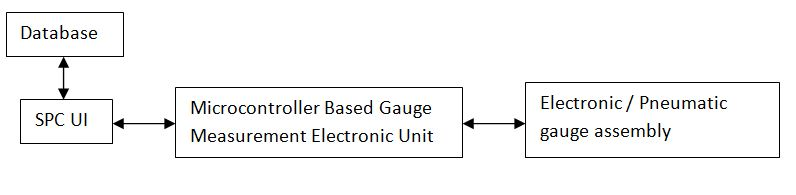 Database
SPC UI
Microcontroller Based Gauge
Measurement Electronic Unit
Electronic / Pneumatic
gauge assembly